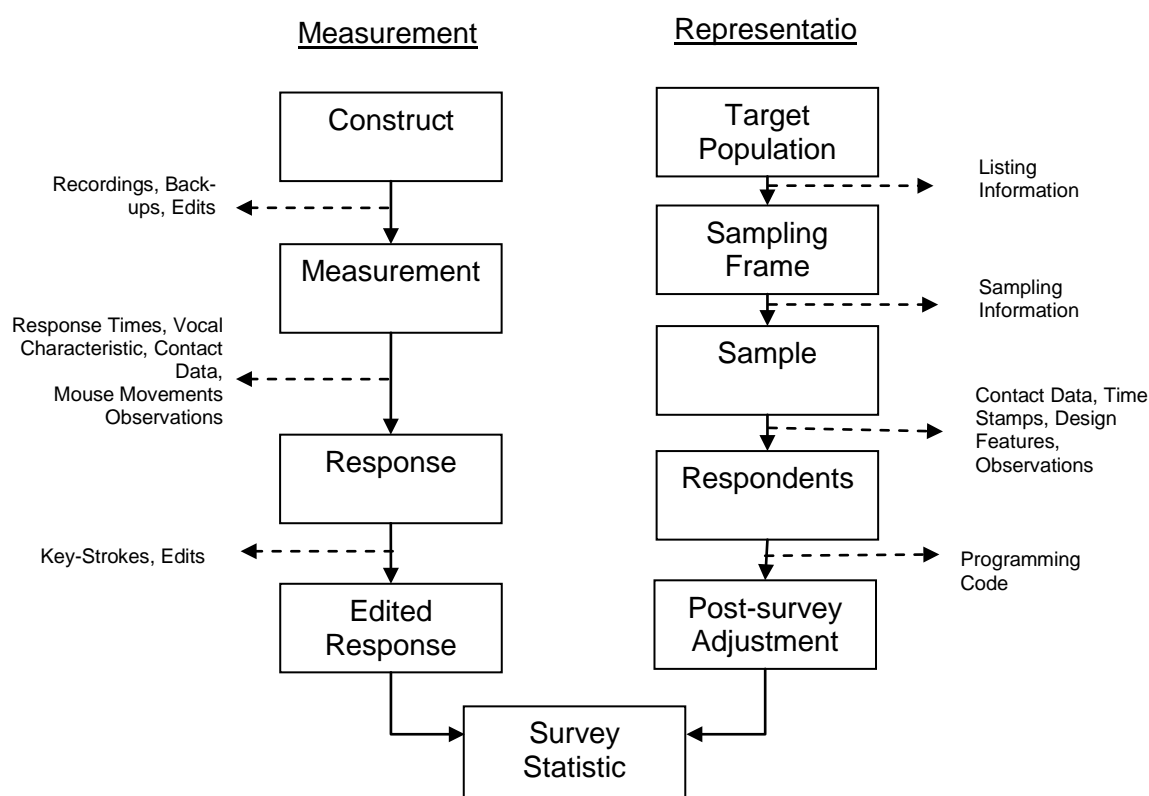 Measurement
Representatio
Construct
Target
Population
Recordings, Back-
ups, Edits
Listing
Information
Measurement
Sampling
Frame
Sampling
Information
Response Times, Vocal
Characteristic, Contact
Data,
Mouse Movements
Observations
Sample
Contact Data, Time
Stamps, Design
Features,
Observations
Response
Respondents
Key-Strokes, Edits
Programming
Code
Edited
Response
Post-survey
Adjustment
Survey
Statistic